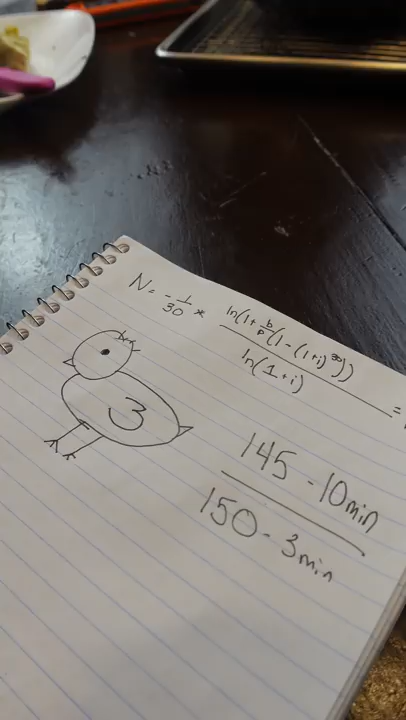 N = -1/30 * ln(1+ b/p (1-(1+i)^30)) / ln(1+i) =
3
145 - 10min
150 - 3min